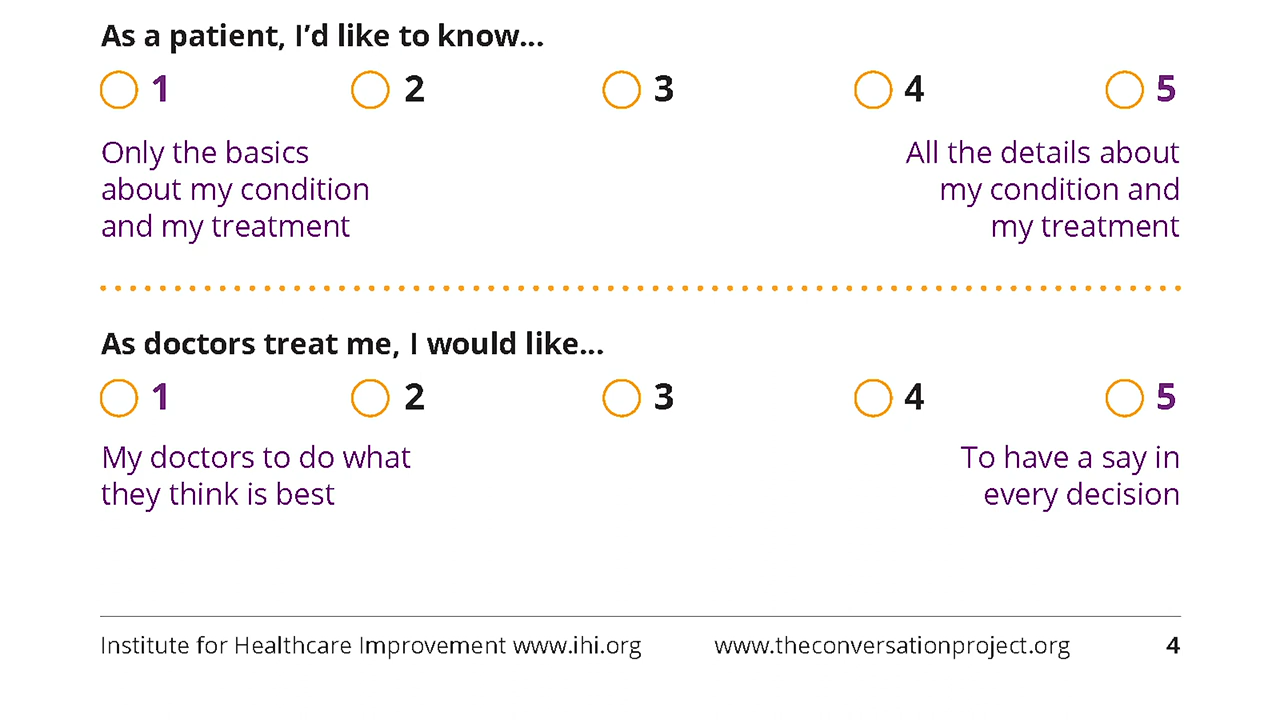 As a patient, I’d like to know...
1 2 3 4 5
Only the basics All the details about
about my condition my condition and
and my treatment my treatment
As doctors treat me, I would like...
1 2 3 4 5
My doctors to do what To have a say in
they think is best every decision
Institute for Healthcare Improvement www.ihi.org www.theconversationproject.org 4